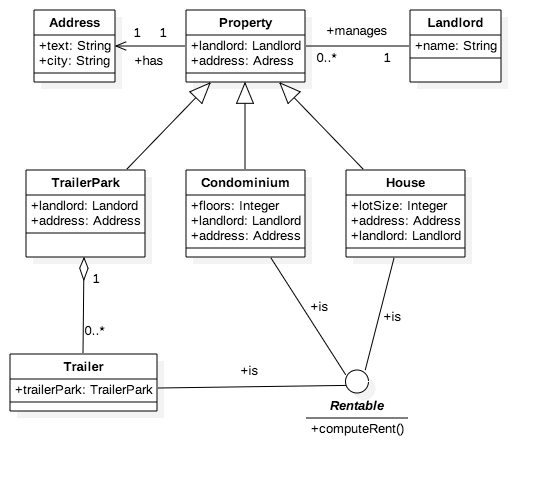 Address
+text: String
+city: String
1
1
+has
Property
+landlord: Landlord
+address: Adress
+manages
0..*
1
Landlord
+name: String
TrailerPark
+landlord: Landord
+address: Address
Condominium
+floors: Integer
+landlord: Landlord
+address: Address
House
+lotSize: Integer
+address: Address
+landlord: Landlord
1
0..*
+is
+is
Trailer
+trailerPark: TrailerPark
+is
Rentable
+computeRent()